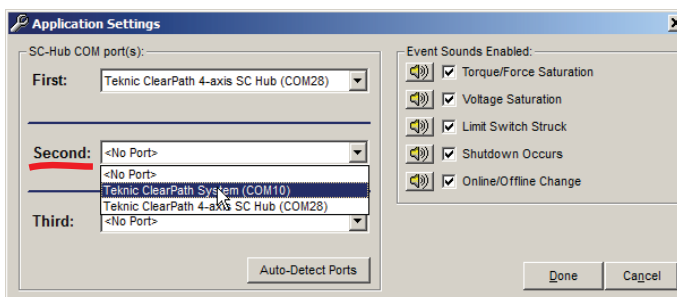 Application Settings
SC-Hub COM port(s):
First: Teknic ClearPath 4-axis SC Hub (COM28)
Second: <No Port>
<No Port>
Teknic ClearPath System (COM10)
Teknic ClearPath 4-axis SC Hub (COM28)
Third: <No Port>
Auto-Detect Ports
Event Sounds Enabled:
Torque/Force Saturation
Voltage Saturation
Limit Switch Struck
Shutdown Occurs
Online/Offline Change
Done Cancel